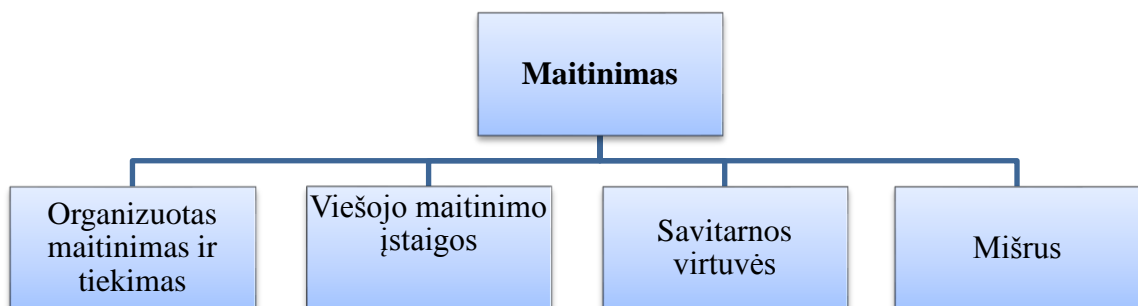 Maitinimas
Organizuotas
maitinimas ir
tiekimas
Viešojo maitinimo
įstaigos
Savitarnos
virtuvės
Mišrus